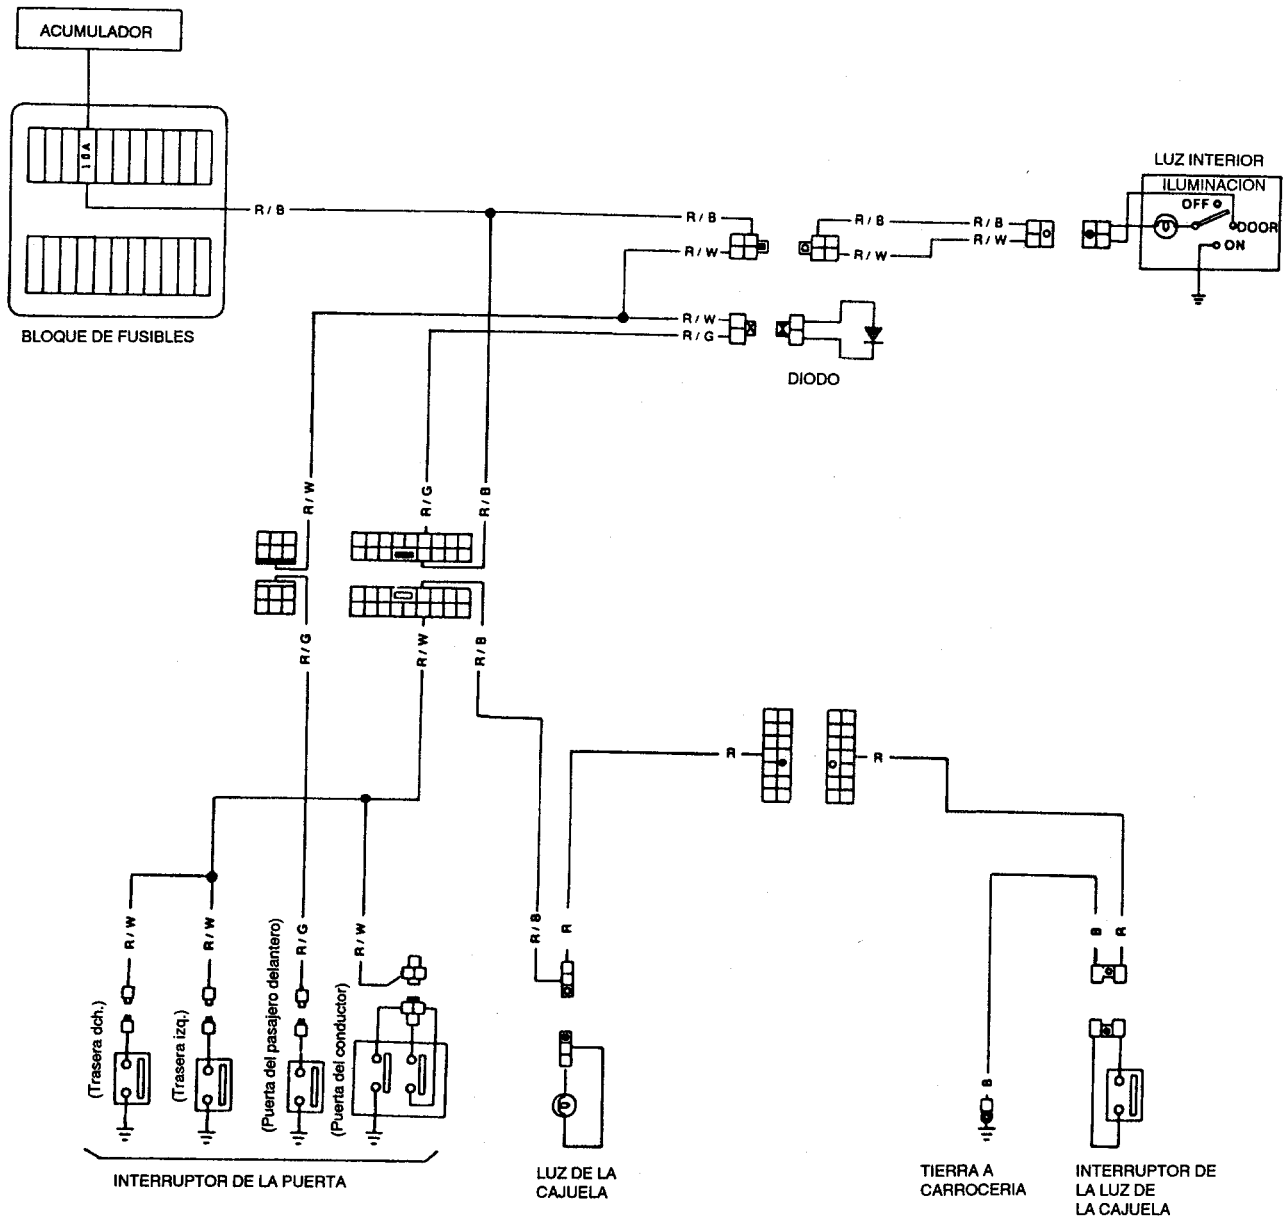 ACUMULADOR
10A
BLOQUE DE FUSIBLES
R / B
R / B
R / W
R / B
R / W
R / B
R / W
LUZ INTERIOR
ILUMINACION
OFF
DOOR
ON
R / W
R / G
DIODO
R / W
R / G
R / B
R / G
R / W
R / B
R
R
R / W
R / W
R / G
R / W
R / B
R
B
R
(Trasera dch.)
(Trasera izq.)
(Puerta del pasajero delantero)
(Puerta del conductor)
B
INTERRUPTOR DE LA PUERTA
LUZ DE LA
CAJUELA
TIERRA A
CARROCERIA
INTERRUPTOR DE
LA LUZ DE
LA CAJUELA